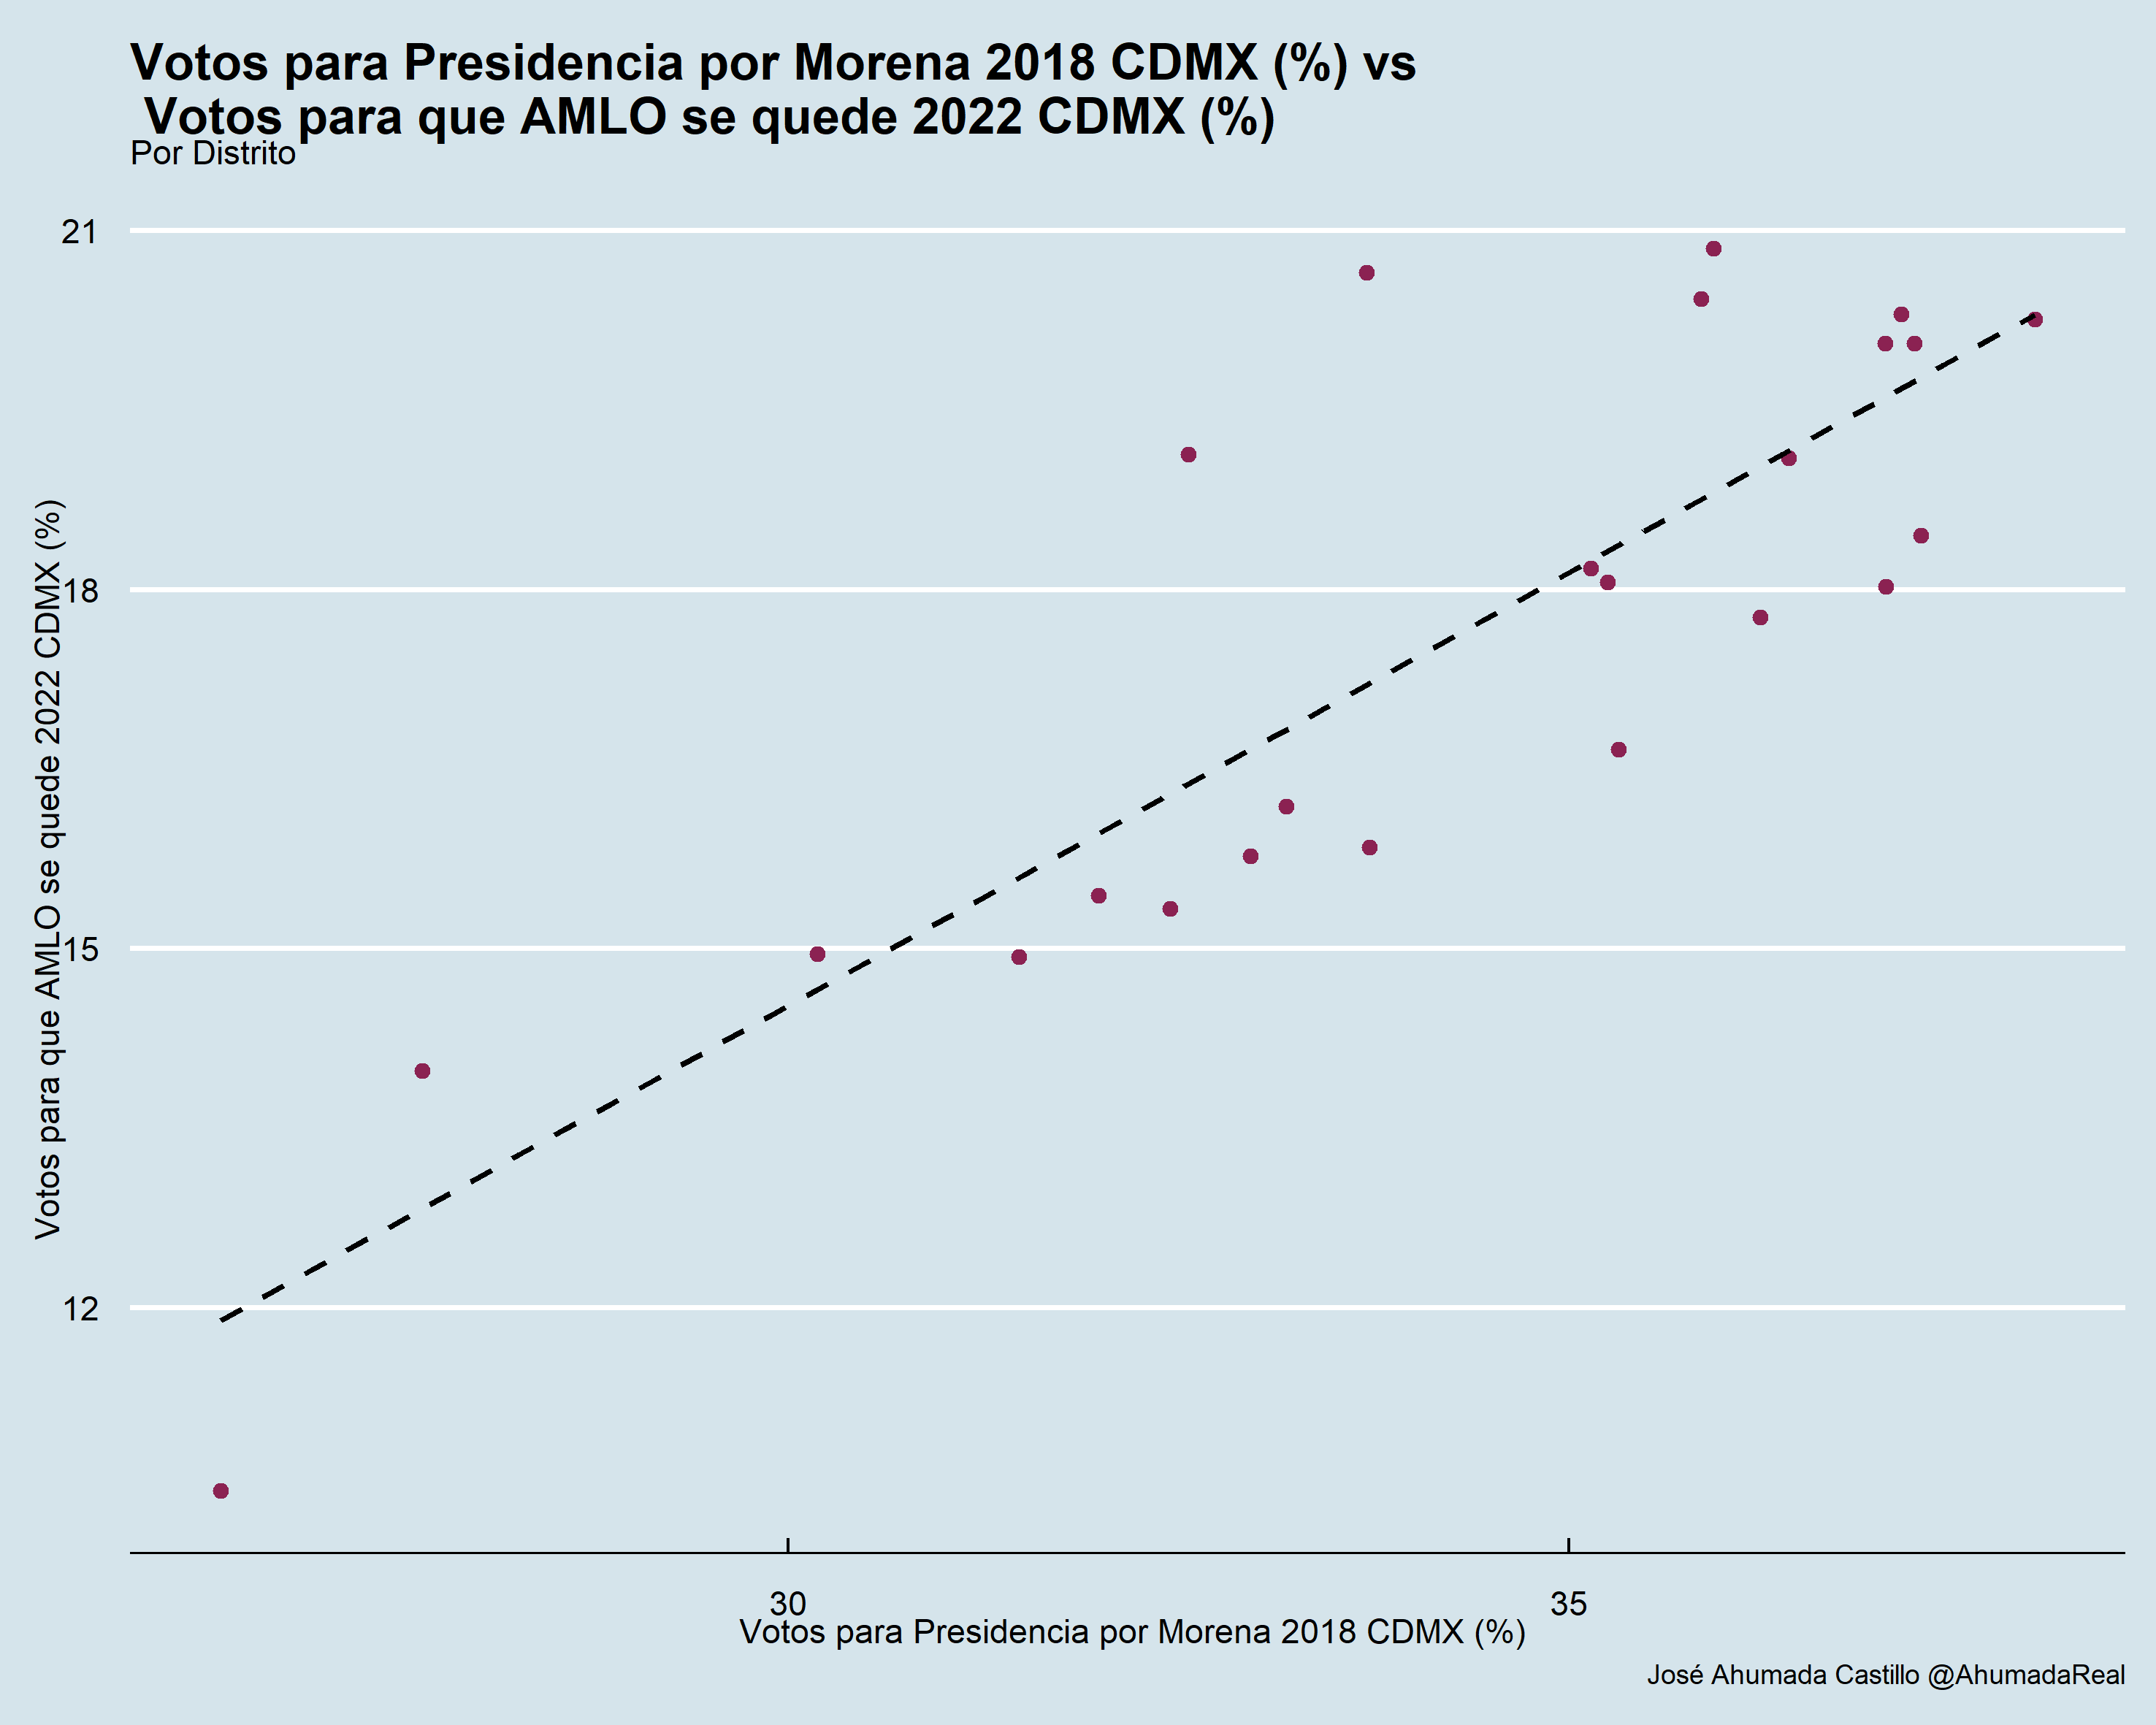 Votos para Presidencia por Morena 2018 CDMX (%) vs
Votos para que AMLO se quede 2022 CDMX (%)
Por Distrito
Votos para que AMLO se quede 2022 CDMX (%)
21
18
15
12
30
35
Votos para Presidencia por Morena 2018 CDMX (%)
José Ahumada Castillo @AhumadaReal